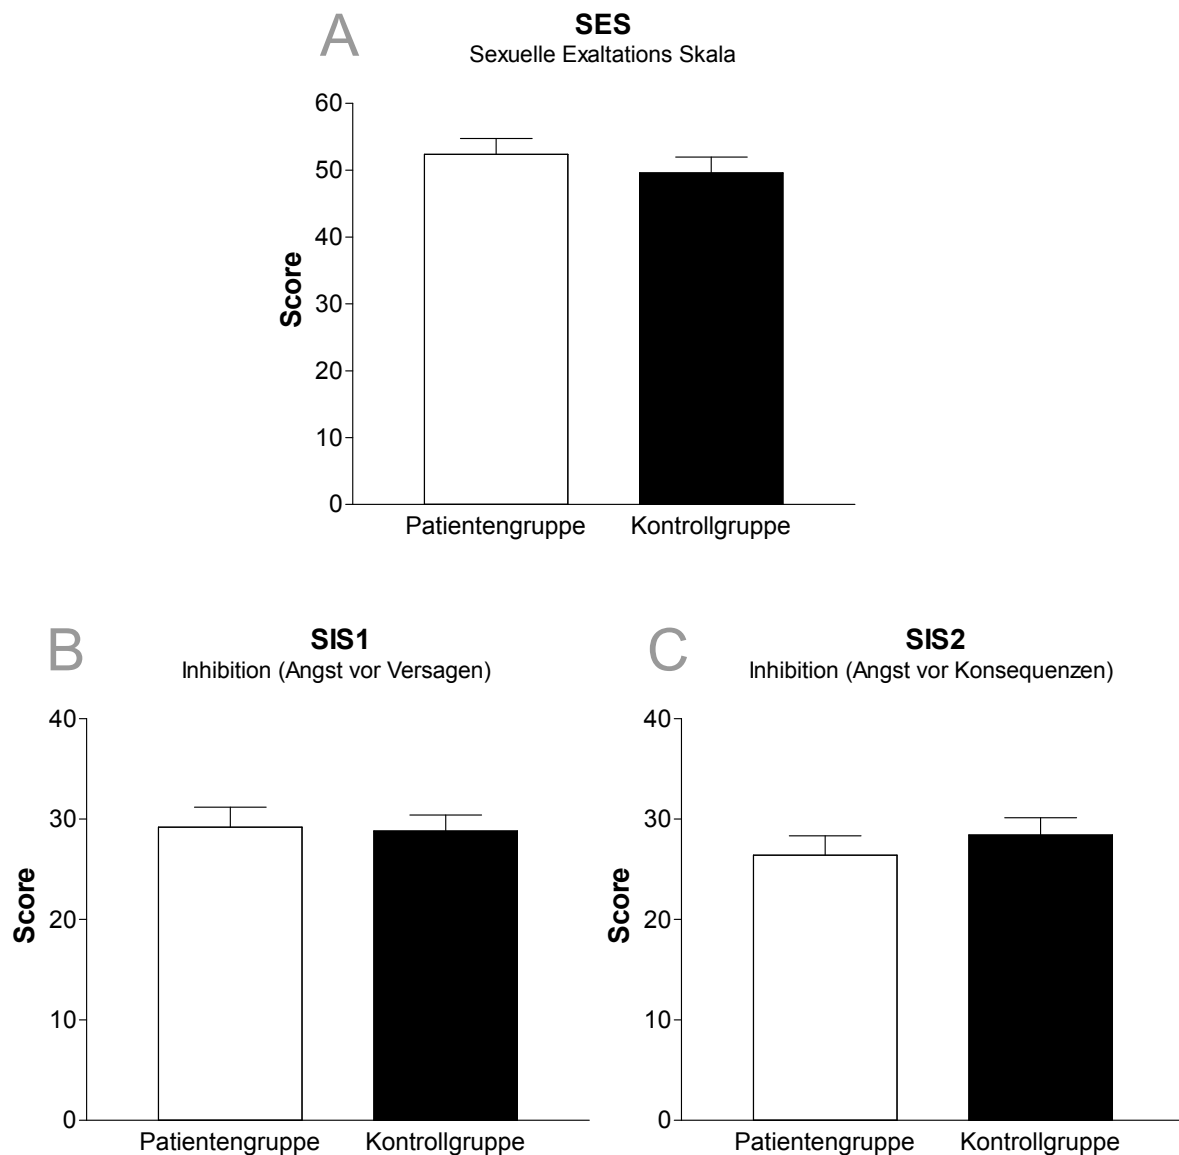 A
SES
Sexuelle Exaltations Skala
60
50
40
30
20
10
0
Score
Patientengruppe Kontrollgruppe
B
SIS1
Inhibition (Angst vor Versagen)
40
30
20
10
0
Score
Patientengruppe Kontrollgruppe
C
SIS2
Inhibition (Angst vor Konsequenzen)
40
30
20
10
0
Score
Patientengruppe Kontrollgruppe